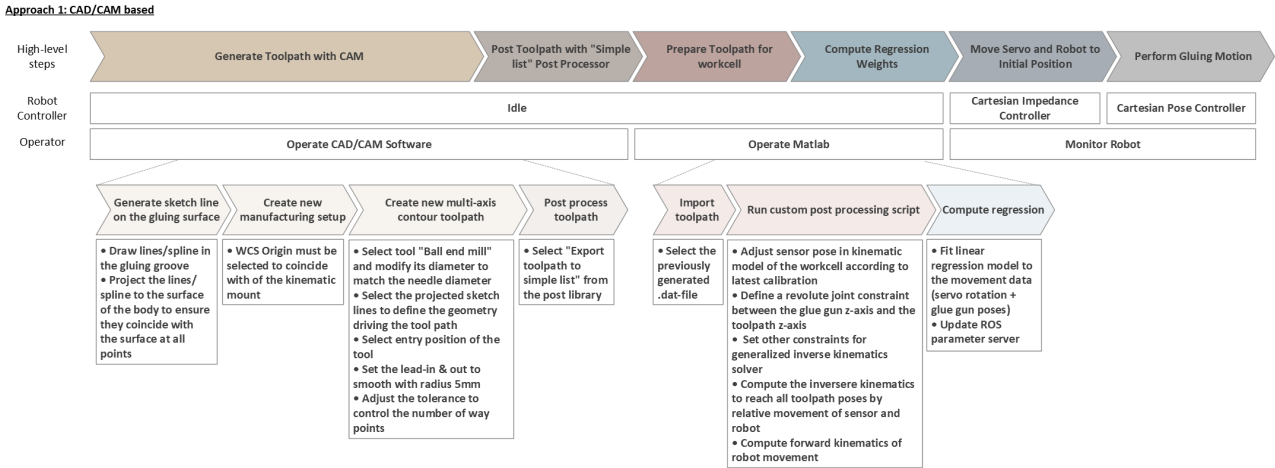 Approach 1: CAD/CAM based
High-level
steps
Generate Toolpath with CAM
Post Toolpath with "Simple
list" Post Processor
Prepare Toolpath for
workcell
Compute Regression
Weights
Move Servo and Robot to
Initial Position
Perform Gluing Motion
Robot
Controller
Idle
Cartesian Impedance
Controller
Cartesian Pose Controller
Operator
Operate CAD/CAM Software
Operate Matlab
Monitor Robot
Generate sketch line
on the gluing surface
Create new
manufacturing setup
Create new multi-axis
contour toolpath
Post process
toolpath
Import
toolpath
Run custom post processing script
Compute regression
• Draw lines/spline in
the gluing groove
• Project the lines/
spline to the surface
of the body to ensure
they coincide with
the surface at all
points
• WCS Origin must be
selected to coincide
with of the kinematic
mount
• Select tool "Ball end mill"
and modify its diameter to
match the needle diameter
• Select the projected sketch
lines to define the geometry
driving the tool path
• Select entry position of the
tool
• Set the lead-in & out to
smooth with radius 5mm
• Adjust the tolerance to
control the number of way
points
• Select "Export
toolpath to
simple list" from
the post library
• Select the
previously
generated
.dat-file
• Adjust sensor pose in kinematic
model of the workcell according to
latest calibration
• Define a revolute joint constraint
between the glue gun z-axis and the
toolpath z-axis
• Set other constraints for
generalized inverse kinematics
solver
• Compute the inversere kinematics
to reach all toolpath poses by
relative movement of sensor and
robot
• Compute forward kinematics of
robot movement
• Fit linear
regression model to
the movement data
(servo rotation +
glue gun poses)
• Update ROS
parameter server